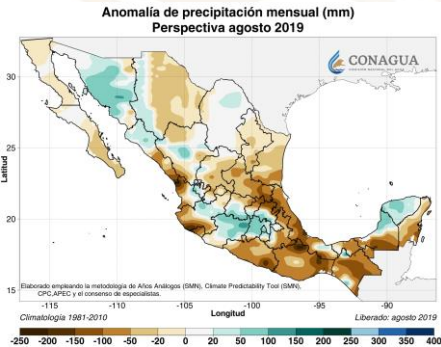 Anomalía de precipitación mensual (mm)
Perspectiva agosto 2019
CONAGUA
30
25
20
15
Latitud
Elaborado empleando la metodología de Años Análogos (SMN), Climate Predictability Tool (SMN),
CPC,APEC y el consenso de especialistas.
-115 -110 -105 -100 -95 -90
Longitud
Climatología 1981-2010
Liberado: agosto 2019
-250 -200 -150 -100 -50 -20 0 20 50 100 150 200 250 300 350 400